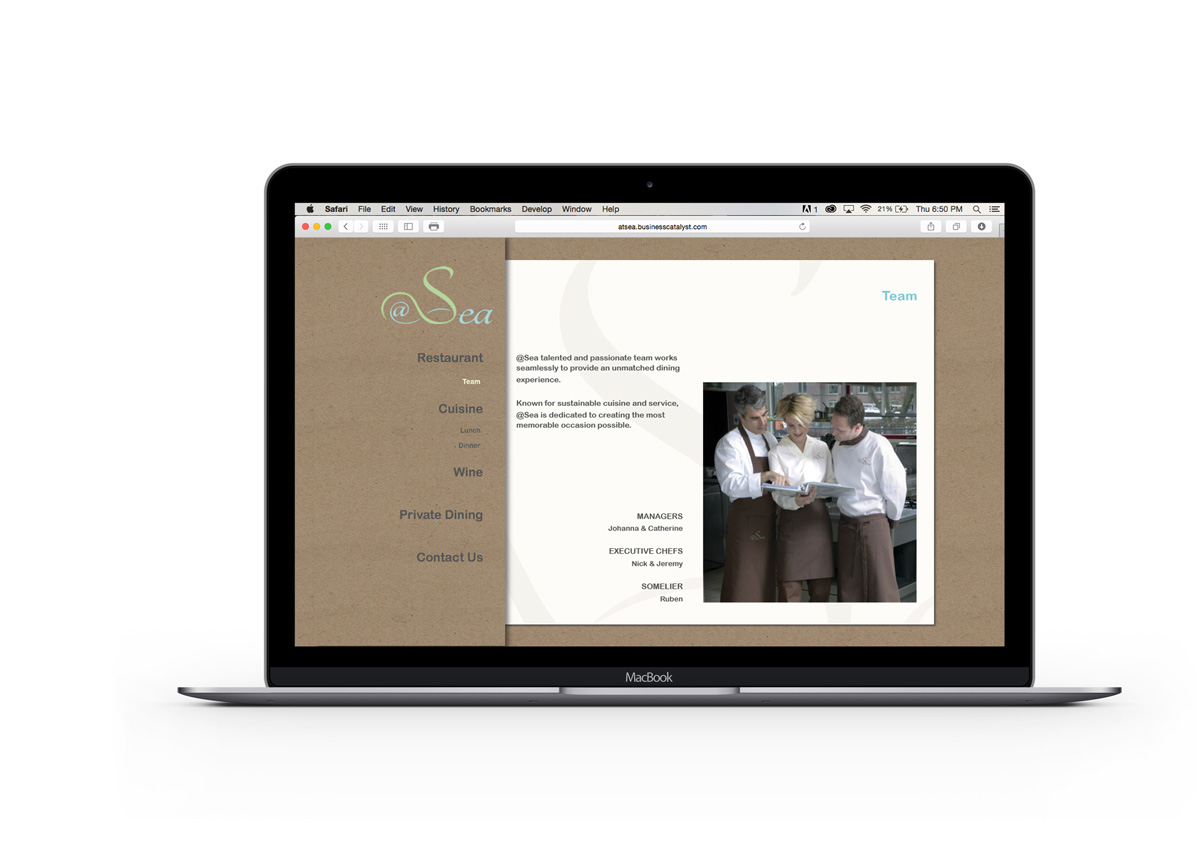 Safari File Edit View History Bookmarks Develop Window Help 1 21% Thu 6:50 PM
atsea.businesscatalyst.com
@Sea
Restaurant
Team
Cuisine
Lunch
Dinner
Wine
Private Dining
Contact Us
Team
@Sea talented and passionate team works
seamlessly to provide an unmatched dining
experience.
Known for sustainable cuisine and service,
@Sea is dedicated to creating the most
memorable occasion possible.
MANAGERS
Johanna & Catherine
EXECUTIVE CHEFS
Nick & Jeremy
SOMELIER
Ruben
MacBook